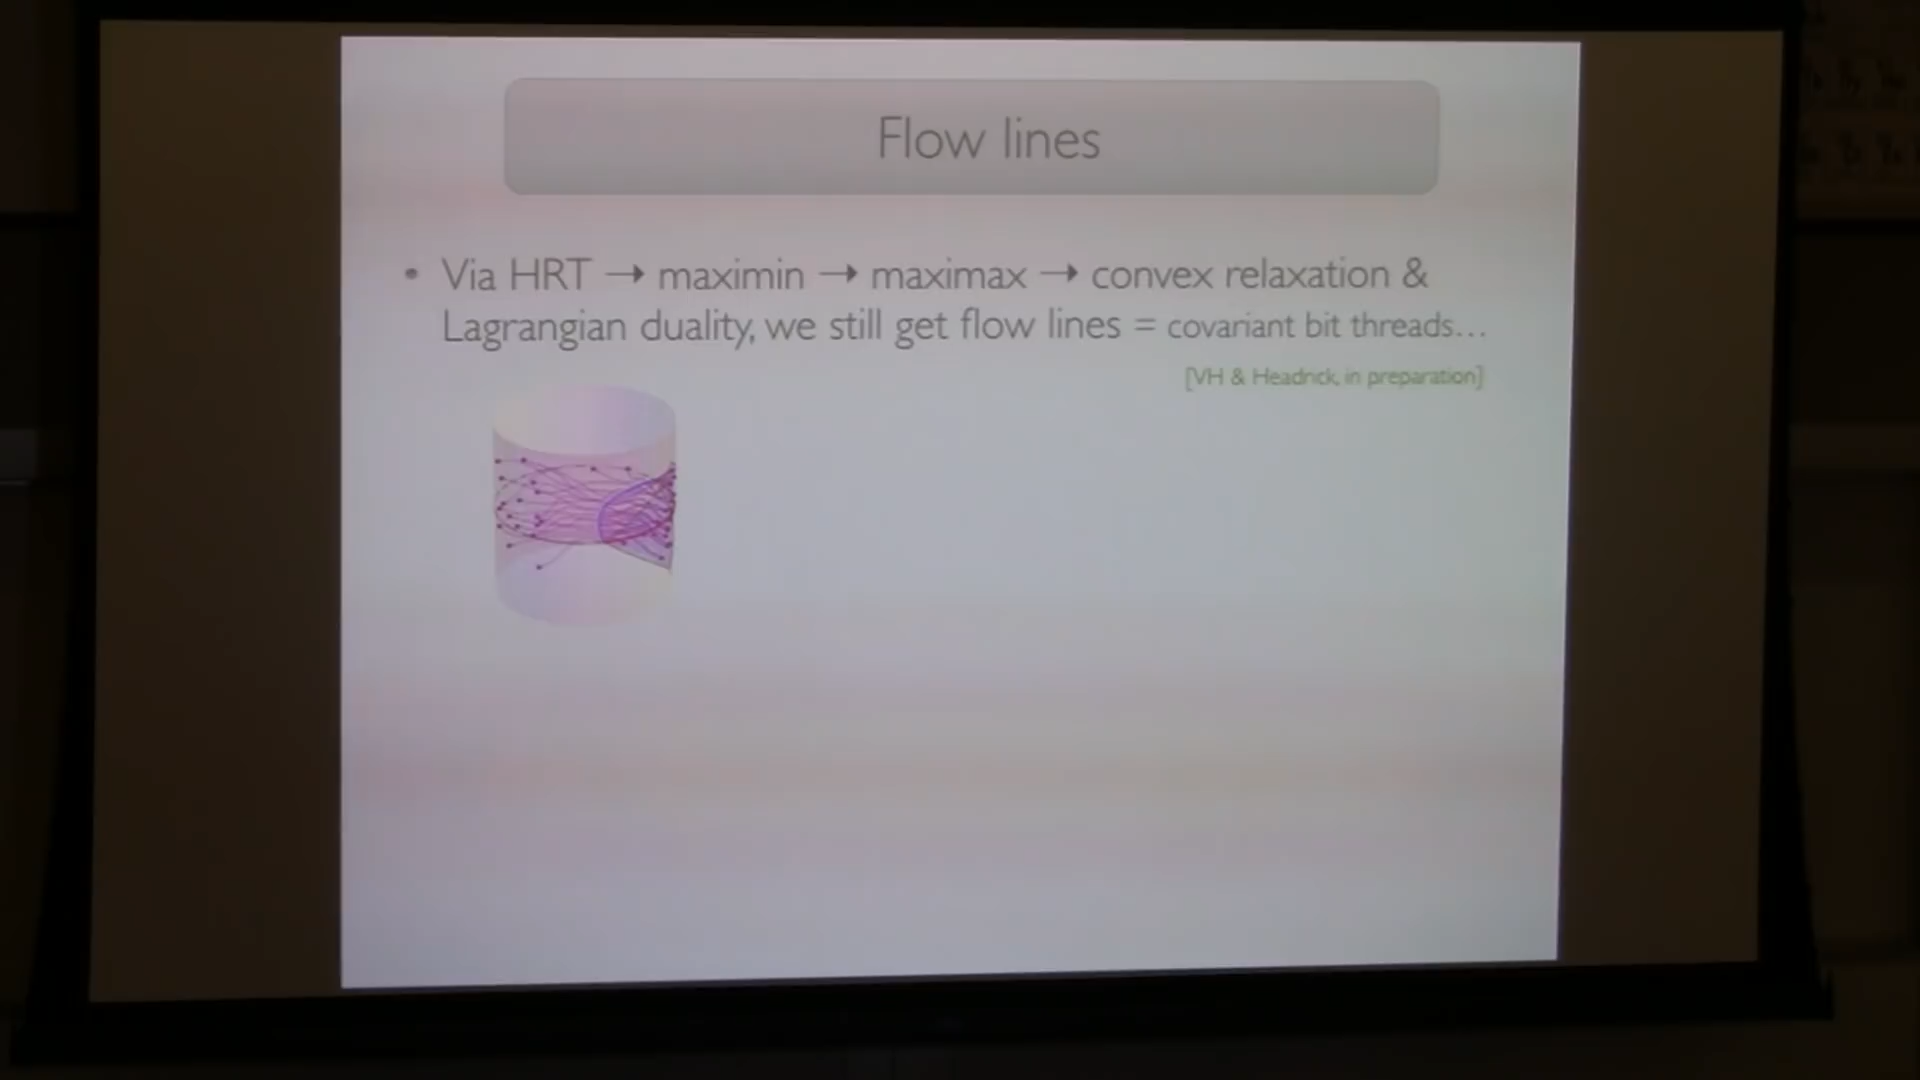 Flow lines
• Via HRT → maximin → maximax → convex relaxation &
Lagrangian duality, we still get flow lines = covariant bit threads…
[VH & Headrick, in preparation]